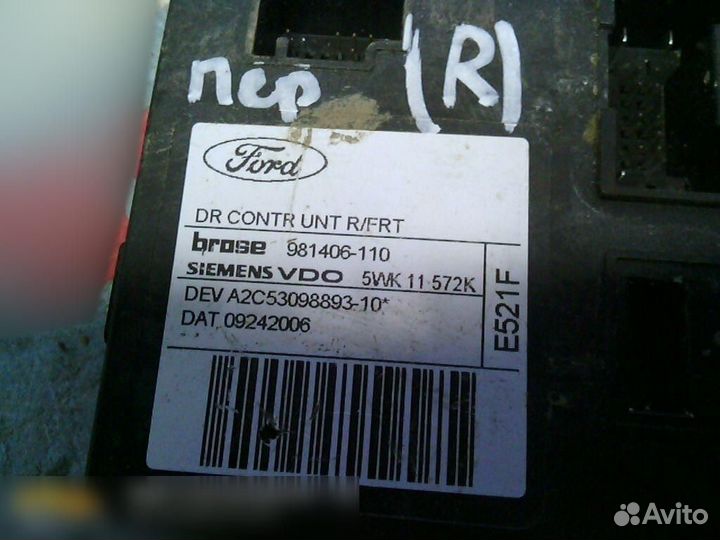 пср (R)
Ford
DR CONTR UNT R/FRT
brose 981406-110
SIEMENS VDO 5WK 11 572K
DEV A2C53098893-10*
DAT 09242006
E521F
Avito